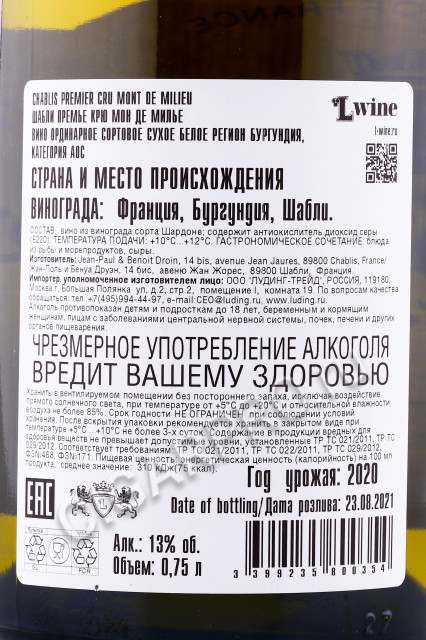 CHABLIS PREMIER CRU MONT DE MILIEU
ШАБЛИ ПРЕМЬЕ КРЮ МОН ДЕ МИЛЬЕ
ВИНО ОРДИНАРНОЕ СОРТОВОЕ СУХОЕ БЕЛОЕ РЕГИОН БУРГУНДИЯ,
КАТЕГОРИЯ АОС
Lwine
l-wine.ru
СТРАНА И МЕСТО ПРОИСХОЖДЕНИЯ
ВИНОГРАДА: Франция, Бургундия, Шабли.
СОСТАВ: вино из винограда сорта Шардоне; содержит антиокислитель диоксид серы
(Е220). ТЕМПЕРАТУРА ПОДАЧИ: +10°С...+12°С. ГАСТРОНОМИЧЕСКОЕ СОЧЕТАНИЕ: блюда
из рыбы и морепродуктов, сыры.
Изготовитель: Jean-Paul & Benoit Droin, 14 bis, avenue Jean Jaures, 89800 Chablis, France/
Жан-Поль и Бенуа Друэн, 14 бис, авеню Жан Жорес, 89800 Шабли, Франция.
Импортер, уполномоченное изготовителем лицо: ООО "ЛУДИНГ-ТРЕЙД", РОССИЯ, 119180,
Москва г., Большая Полянка ул, д.2, стр.2, помещение I, комната 19. По вопросам качества
обращаться: тел.:+7(495)994-44-97, e-mail:CEO@luding.ru, www.luding.ru.
Алкоголь противопоказан детям и подросткам до 18 лет, беременным и кормящим
женщинам, лицам с заболеваниями центральной нервной системы, почек, печени и других
органов пищеварения.
ЧРЕЗМЕРНОЕ УПОТРЕБЛЕНИЕ АЛКОГОЛЯ
ВРЕДИТ ВАШЕМУ ЗДОРОВЬЮ
Хранить в вентилируемом помещении без постороннего запаха, исключая воздействие
прямого солнечного света, при температуре от +5°С до +20°С и относительной влажности
воздуха не более 85%. Срок годности НЕ ОГРАНИЧЕН при соблюдении условий
хранения. После вскрытия упаковки рекомендуется хранить в закрытом виде при
температуре +5°С ... не более 3-х суток. Содержание в алкоголе вредных для
здоровья веществ не превышает допустимые уровни, установленные ТР ТС 021/2011, ТР ТС
029/2012. Соответствует требованиям ТР ТС 021/2011, ТР ТС 022/2011, ТР ТС 029/2012,
ФЗ№468, ФЗ№171. Пищевая ценность: энергетическая ценность (калорийность) на 100 мл
продукта, среднее значение: 310 кДж(75 ккал).
EAC
Год урожая: 2020
Date of bottling/Дата розлива: 23.08.2021
Алк.: 13% об.
Объем: 0,75 л
3 399235 800354